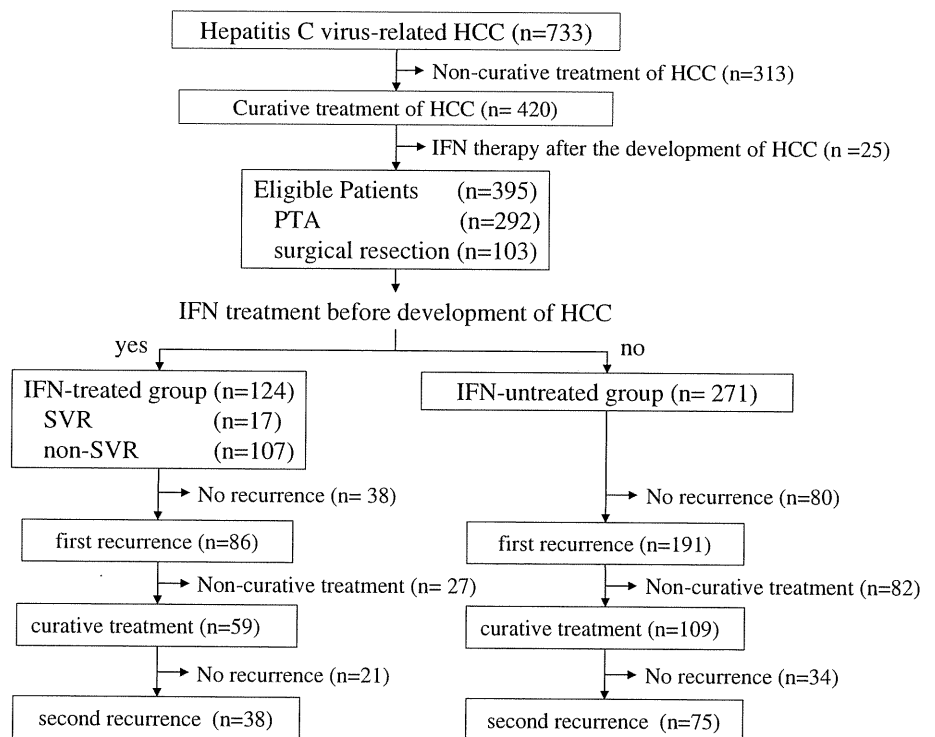 Hepatitis C virus-related HCC (n=733)
Non-curative treatment of HCC (n=313)
Curative treatment of HCC (n= 420)
IFN therapy after the development of HCC (n =25)
Eligible Patients (n=395)
PTA (n=292)
surgical resection (n=103)
IFN treatment before development of HCC
yes
no
IFN-treated group (n=124)
SVR (n=17)
non-SVR (n=107)
IFN-untreated group (n= 271)
No recurrence (n= 38)
No recurrence (n=80)
first recurrence (n=86)
first recurrence (n=191)
Non-curative treatment (n= 27)
Non-curative treatment (n=82)
curative treatment (n=59)
curative treatment (n=109)
No recurrence (n=21)
No recurrence (n=34)
second recurrence (n=38)
second recurrence (n=75)